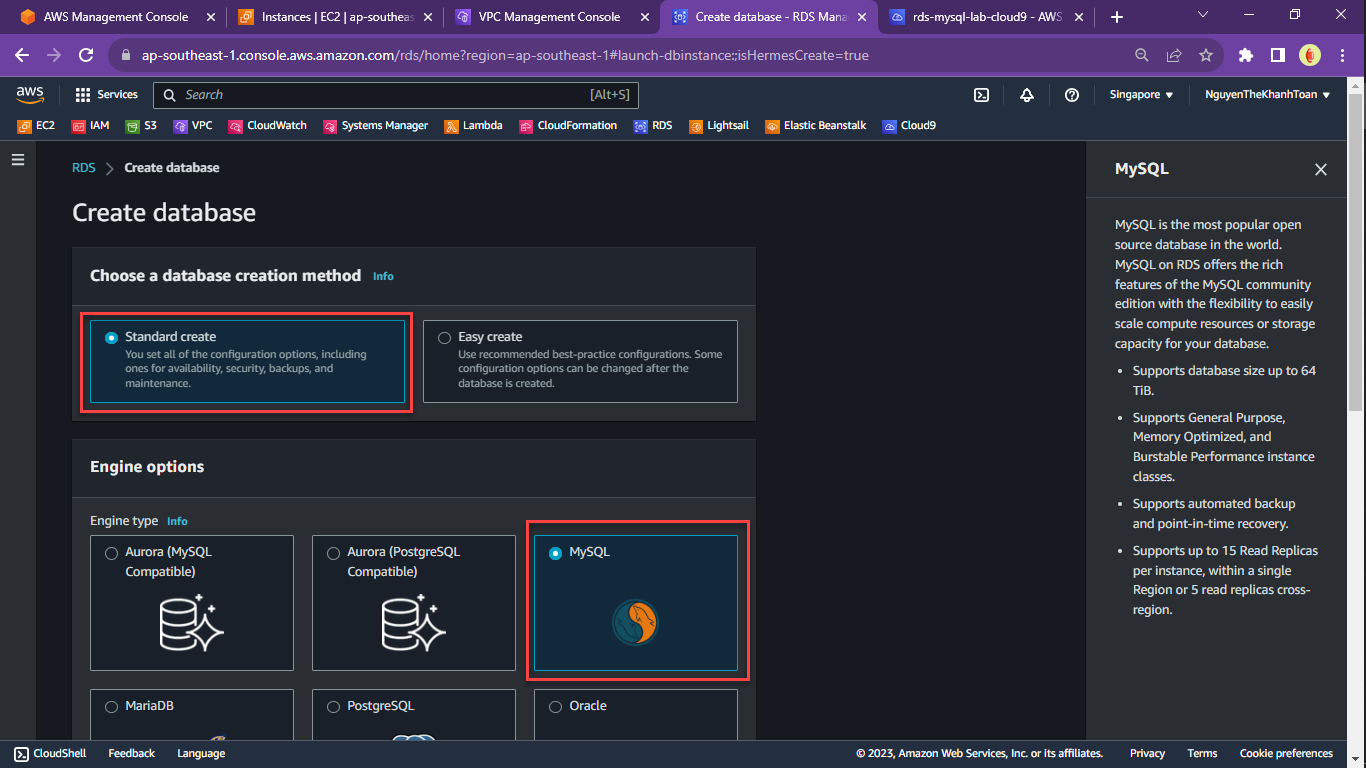 AWS Management Console
Instances | EC2 | ap-southeas
VPC Management Console
Create database - RDS Mana
rds-mysql-lab-cloud9 - AWS
ap-southeast-1.console.aws.amazon.com/rds/home?region=ap-southeast-1#launch-dbinstance:;isHermesCreate=true
aws
Services
Search
[Alt+S]
Singapore
NguyenTheKhanhToan
EC2
IAM
S3
VPC
CloudWatch
Systems Manager
Lambda
CloudFormation
RDS
Lightsail
Elastic Beanstalk
Cloud9
RDS
Create database
Create database
Choose a database creation method Info
Standard create
You set all of the configuration options, including
ones for availability, security, backups, and
maintenance.
Easy create
Use recommended best-practice configurations. Some
configuration options can be changed after the
database is created.
Engine options
Engine type Info
Aurora (MySQL
Compatible)
Aurora (PostgreSQL
Compatible)
MySQL
MariaDB
PostgreSQL
Oracle
MySQL
MySQL is the most popular open
source database in the world.
MySQL on RDS offers the rich
features of the MySQL community
edition with the flexibility to easily
scale compute resources or storage
capacity for your database.
• Supports database size up to 64
TiB.
• Supports General Purpose,
Memory Optimized, and
Burstable Performance instance
classes.
• Supports automated backup
and point-in-time recovery.
• Supports up to 15 Read Replicas
per instance, within a single
Region or 5 read replicas cross-
region.
CloudShell
Feedback
Language
© 2023, Amazon Web Services, Inc. or its affiliates.
Privacy
Terms
Cookie preferences